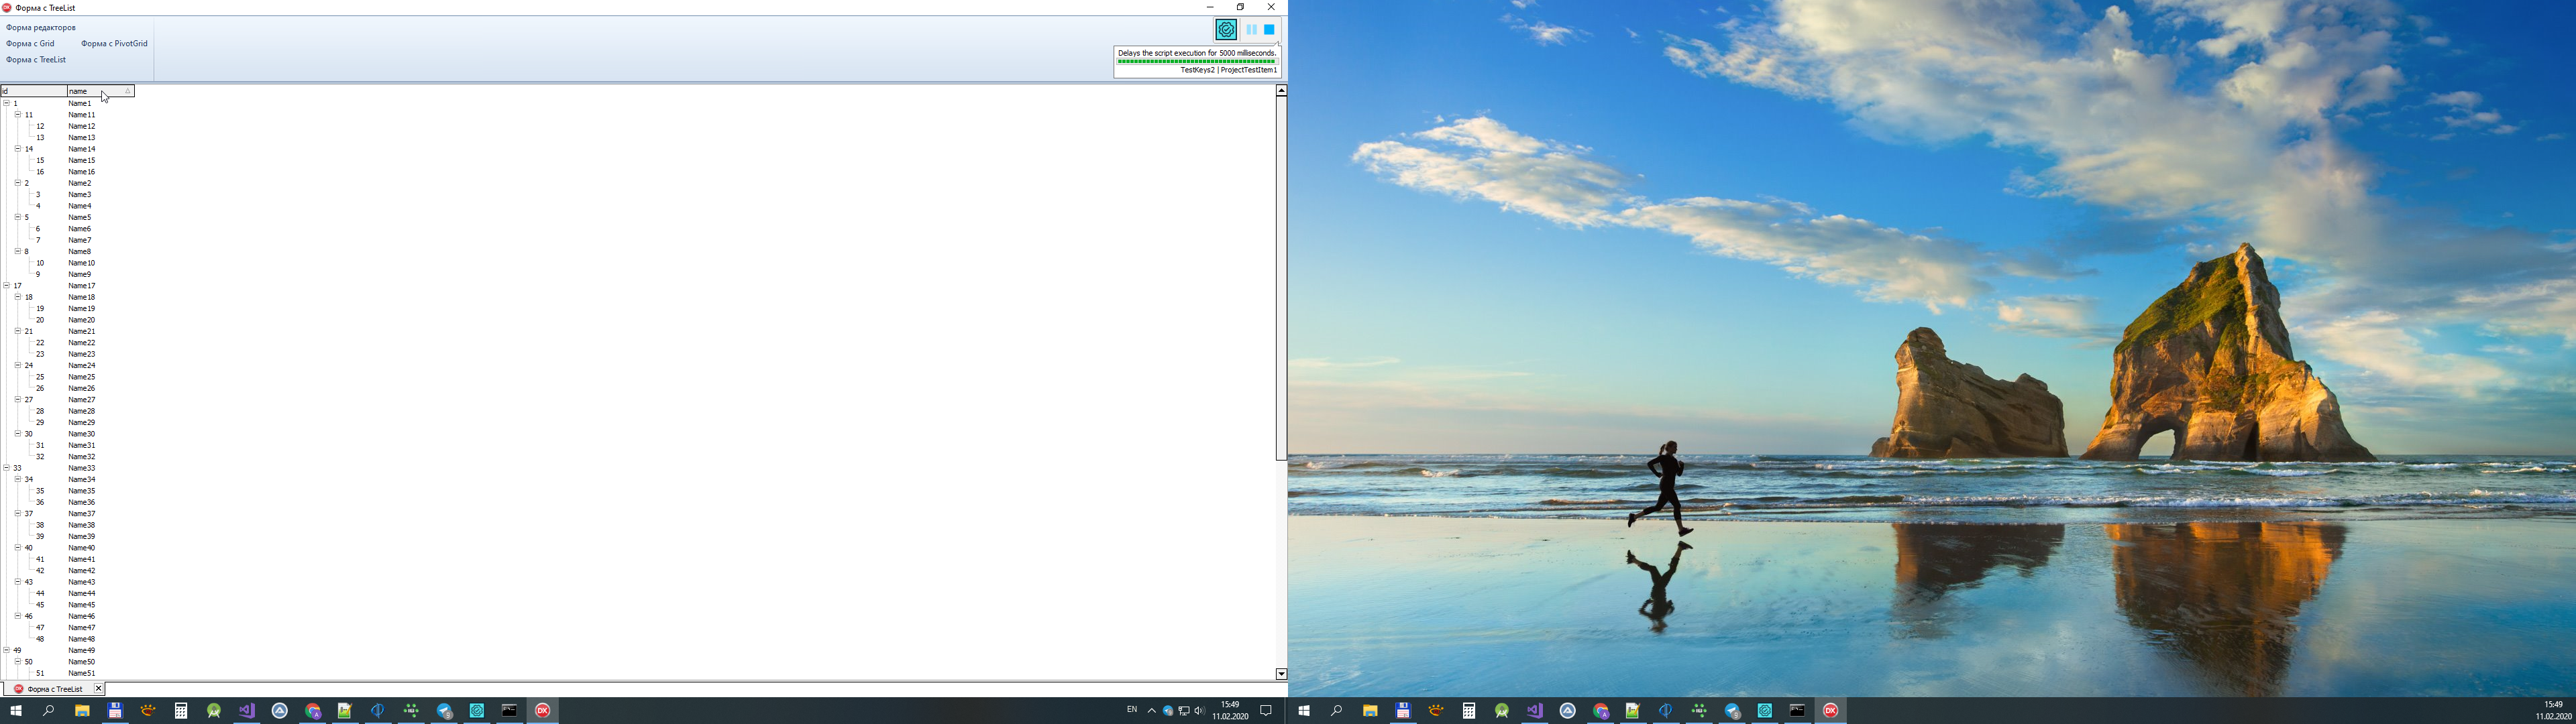 Форма с TreeList
Форма редакторов
Форма с Grid Форма с PivotGrid
Форма с TreeList
Delays the script execution for 5000 milliseconds.
TestKeys2 | ProjectTestItem1
id name
1 Name1
11 Name11
12 Name12
13 Name13
14 Name14
15 Name15
16 Name16
2 Name2
3 Name3
4 Name4
5 Name5
6 Name6
7 Name7
8 Name8
10 Name10
9 Name9
17 Name17
18 Name18
19 Name19
20 Name20
21 Name21
22 Name22
23 Name23
24 Name24
25 Name25
26 Name26
27 Name27
28 Name28
29 Name29
30 Name30
31 Name31
32 Name32
33 Name33
34 Name34
35 Name35
36 Name36
37 Name37
38 Name38
39 Name39
40 Name40
41 Name41
42 Name42
43 Name43
44 Name44
45 Name45
46 Name46
47 Name47
48 Name48
49 Name49
50 Name50
51 Name51
DX Форма с TreeList
EN 15:49
11.02.2020
DX
15:49
11.02.2020
DX